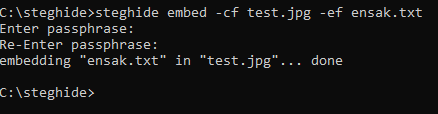 C:\steghide>steghide embed -cf test.jpg -ef ensak.txt
Enter passphrase:
Re-Enter passphrase:
embedding "ensak.txt" in "test.jpg"... done
C:\steghide>